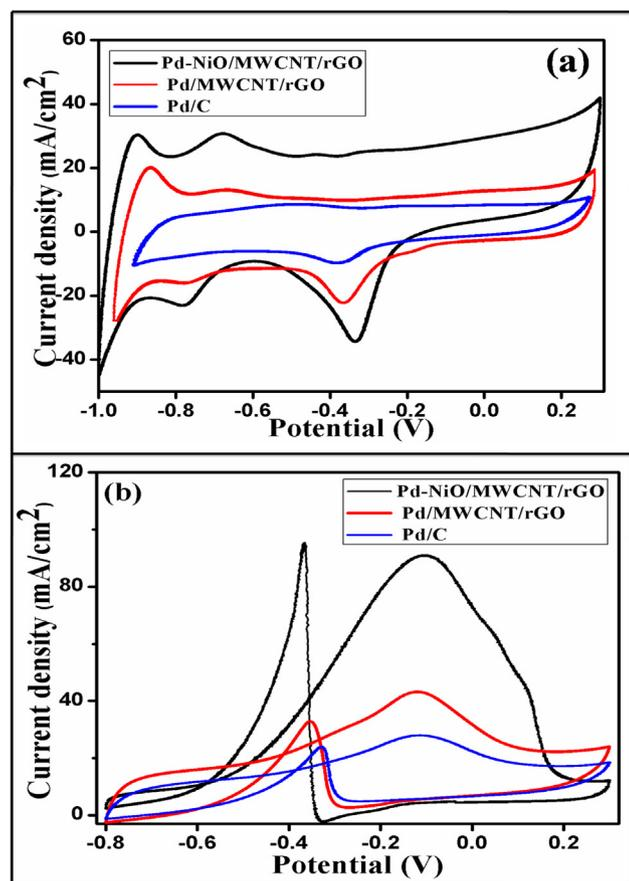 (a)
Pd-NiO/MWCNT/rGO
Pd/MWCNT/rGO
Pd/C
Current density (mA/cm2)
60
40
20
0
-20
-40
-1.0 -0.8 -0.6 -0.4 -0.2 0.0 0.2
Potential (V)
(b)
Pd-NiO/MWCNT/rGO
Pd/MWCNT/rGO
Pd/C
Current density (mA/cm2)
120
80
40
0
-0.8 -0.6 -0.4 -0.2 0.0 0.2
Potential (V)